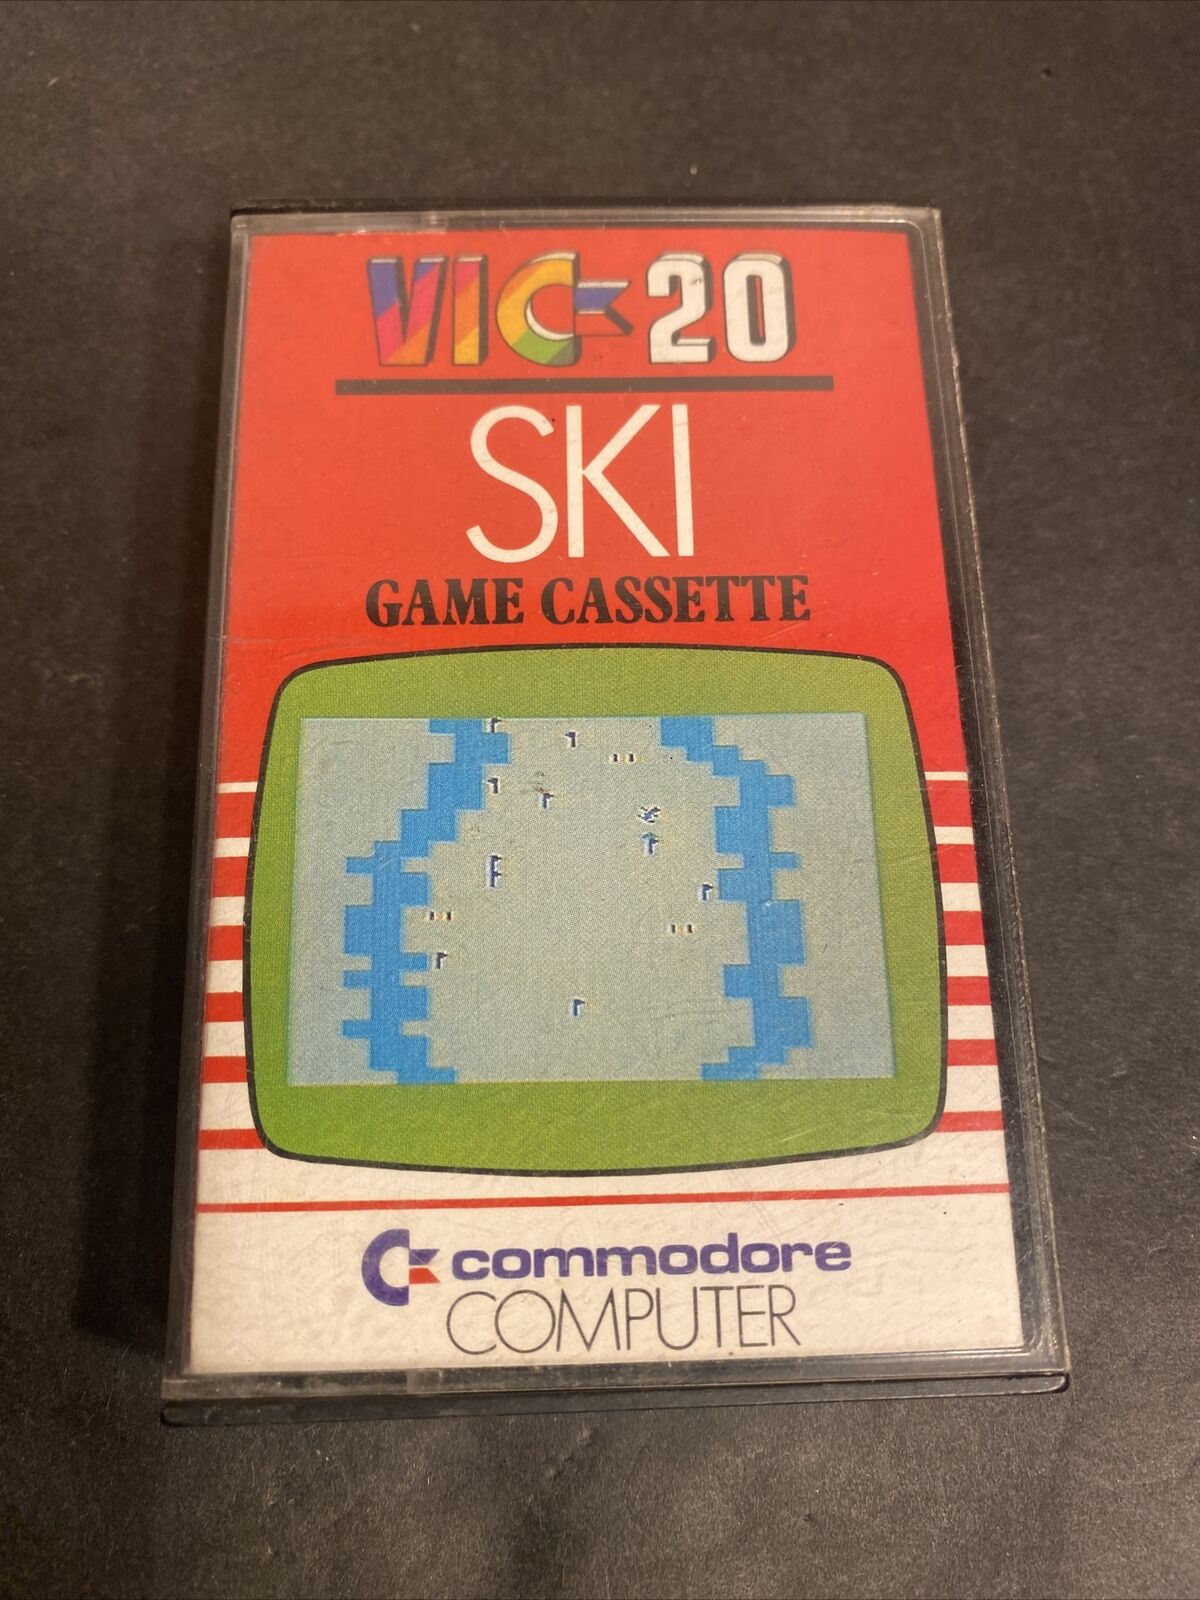 VIC-20
SKI
GAME CASSETTE
commodore
COMPUTER